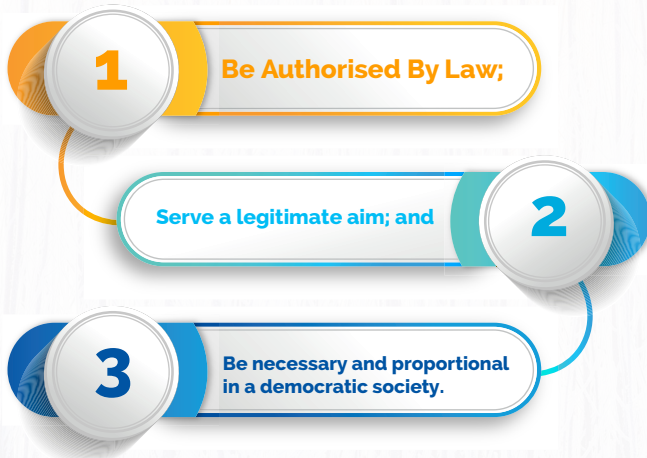 1
Be Authorised By Law;
Serve a legitimate aim; and
2
3
Be necessary and proportional
in a democratic society.